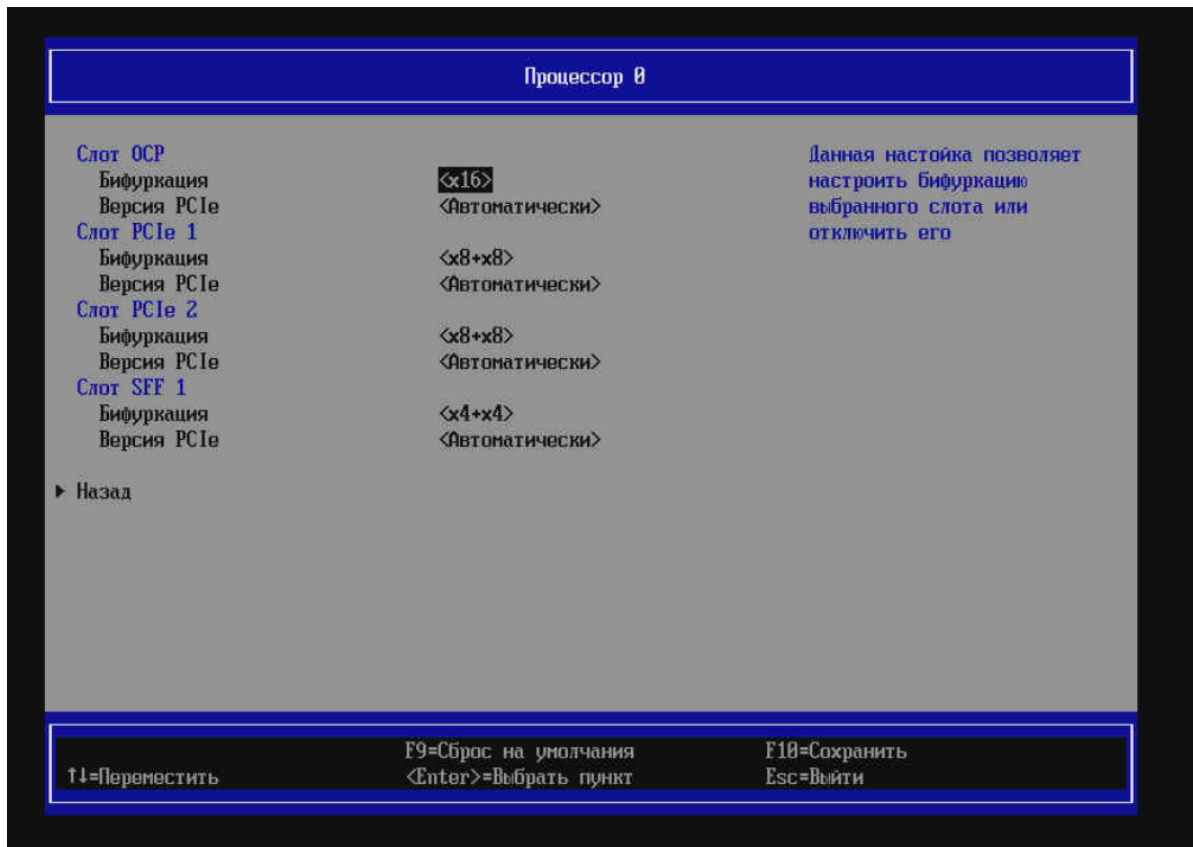 Процессор 0
Слот OCP
Бифуркация <x16>
Версия PCIe <Автоматически>
Слот PCIe 1
Бифуркация <x8+x8>
Версия PCIe <Автоматически>
Слот PCIe 2
Бифуркация <x8+x8>
Версия PCIe <Автоматически>
Слот SFF 1
Бифуркация <x4+x4>
Версия PCIe <Автоматически>
Назад
Данная настойка позволяет
настроить бифуркацию
выбранного слота или
отключить его
F9=Сброс на умолчания F10=Сохранить
↑↓=Переместить <Enter>=Выбрать пункт Esc=Выйти